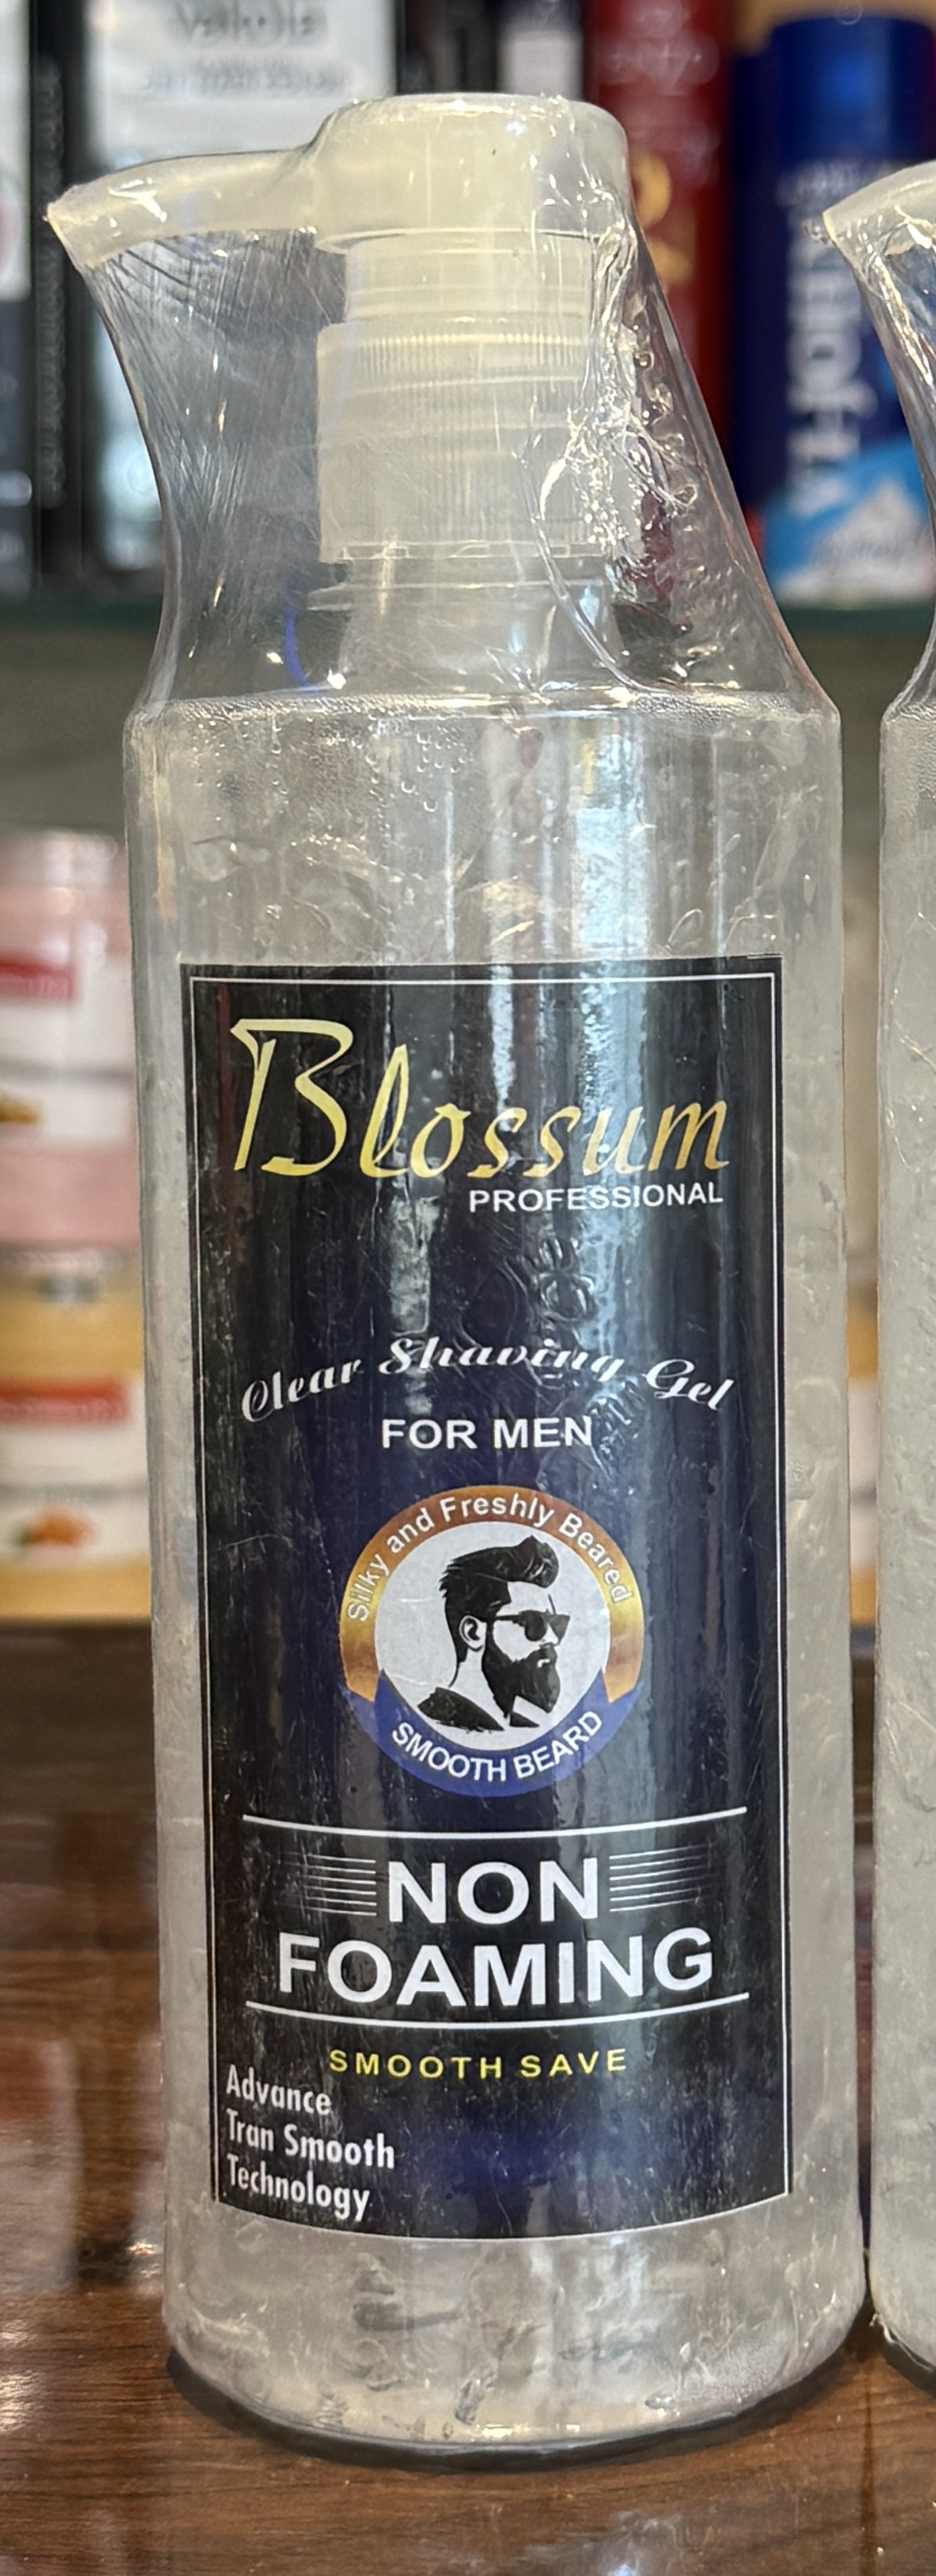 Blossum
PROFESSIONAL
Clear Shaving Gel
FOR MEN
Silky and Freshly Beared
SMOOTH BEARD
NON
FOAMING
SMOOTH SAVE
Advance
Tran Smooth
Technology